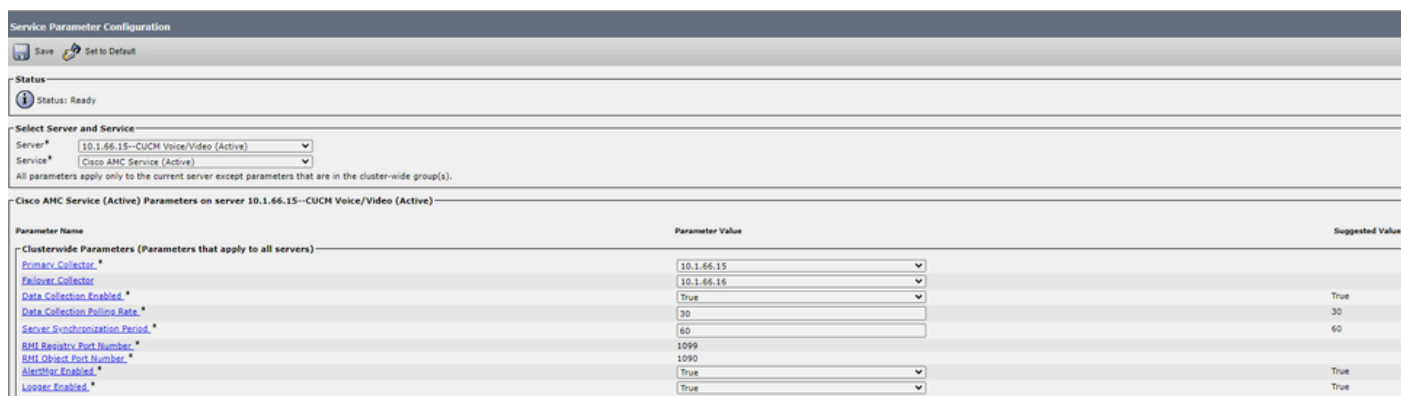 Service Parameter Configuration
Save Set to Default
Status
Status: Ready
Select Server and Service
Server* 10.1.66.15--CUCM Voice/Video (Active)
Service* Cisco AMC Service (Active)
All parameters apply only to the current server except parameters that are in the cluster-wide group(s).
Cisco AMC Service (Active) Parameters on server 10.1.66.15--CUCM Voice/Video (Active)
Parameter Name Parameter Value Suggested Value
Clusterwide Parameters (Parameters that apply to all servers)
Primary Collector * 10.1.66.15
Failover Collector 10.1.66.16
Data Collection Enabled * True True
Data Collection Polling Rate * 30 30
Server Synchronization Period * 60 60
RMI Registry Port Number * 1099
RMI Object Port Number * 1090
AlertMgr Enabled * True True
Logger Enabled * True True